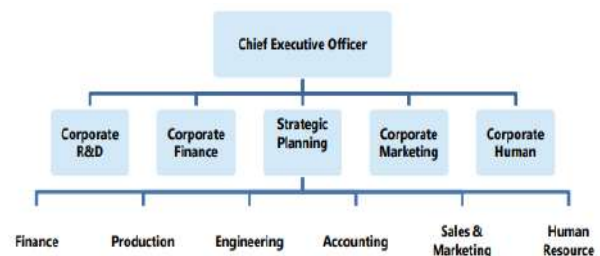 Chief Executive Officer
Corporate
R&D
Corporate
Finance
Strategic
Planning
Corporate
Marketing
Corporate
Human
Finance
Production
Engineering
Accounting
Sales &
Marketing
Human
Resource